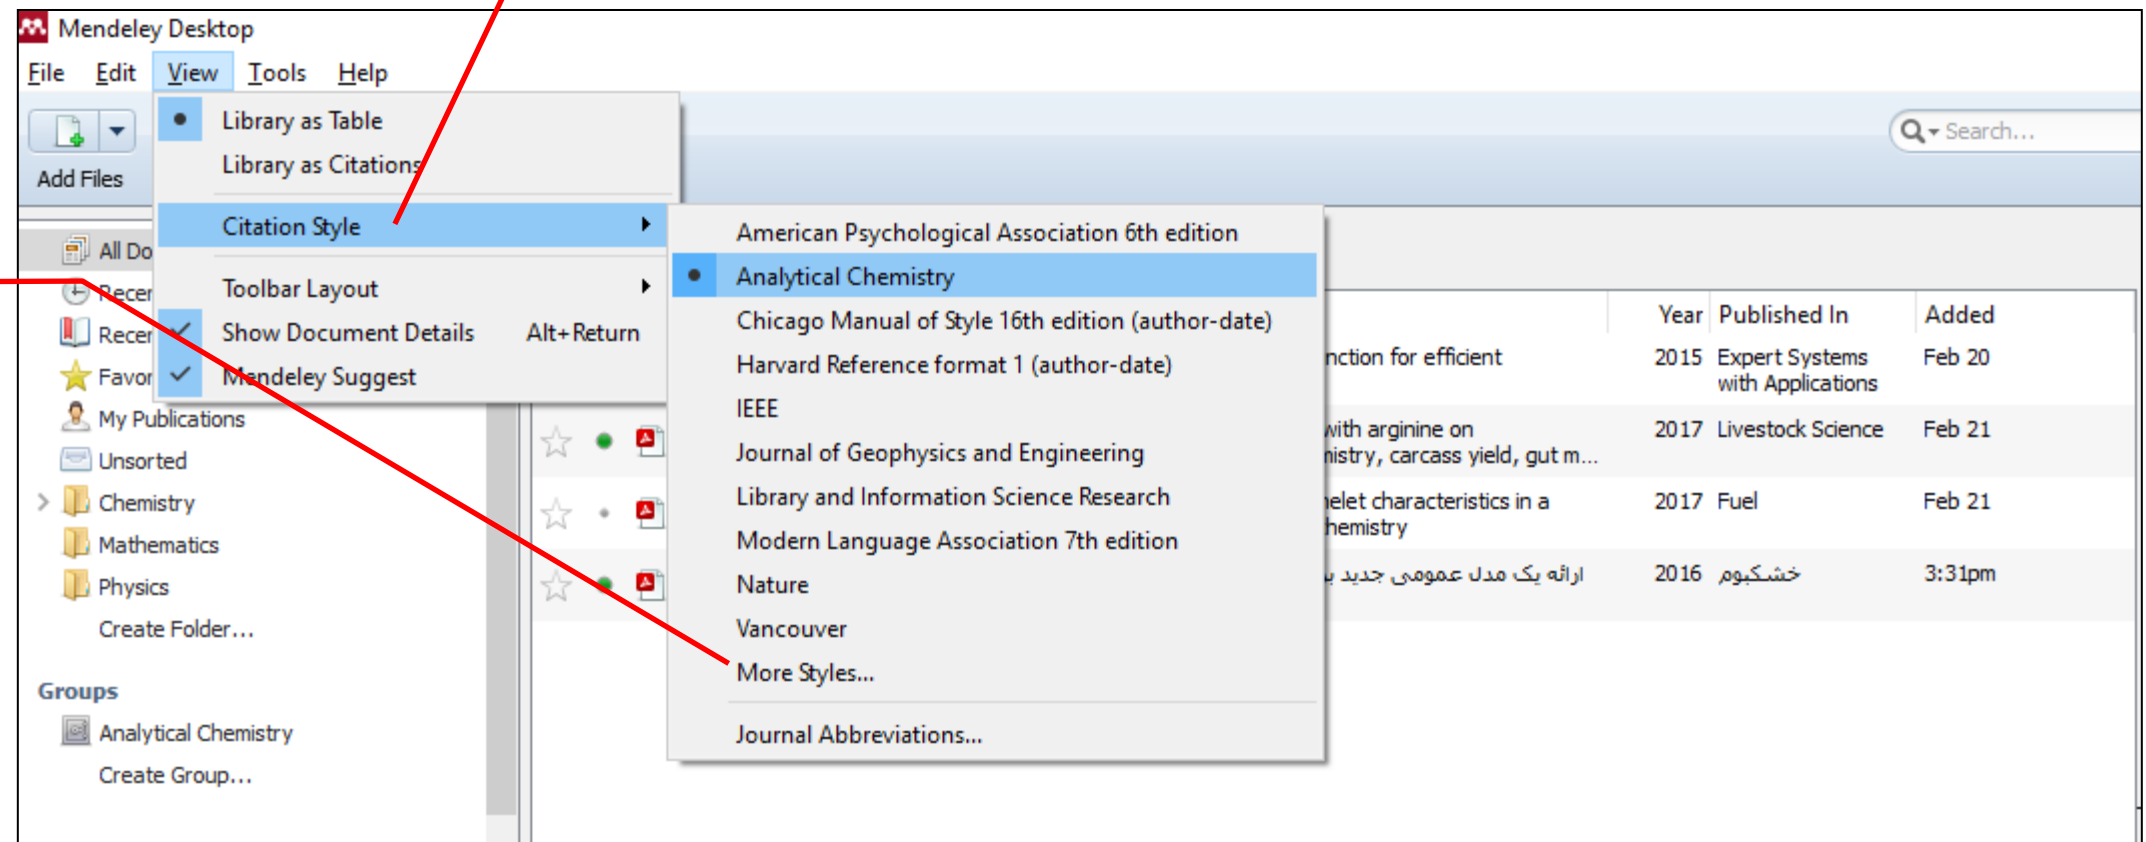 Mendeley Desktop
File Edit View Tools Help
Add Files
Search...
Library as Table
Library as Citations
Citation Style
Toolbar Layout
Show Document Details Alt+Return
Mendeley Suggest
American Psychological Association 6th edition
Analytical Chemistry
Chicago Manual of Style 16th edition (author-date)
Harvard Reference format 1 (author-date)
IEEE
Journal of Geophysics and Engineering
Library and Information Science Research
Modern Language Association 7th edition
Nature
Vancouver
More Styles...
Journal Abbreviations...
All
My Publications
Unsorted
Chemistry
Mathematics
Physics
Create Folder...
Groups
Analytical Chemistry
Create Group...
Year Published In Added
for efficient 2015 Expert Systems Feb 20
with Applications
with arginine on 2017 Livestock Science Feb 21
carcass yield, gut m...
characteristics in a 2017 Fuel Feb 21
ارائه یک مدل عمومی جدید 2016 خشکبوم 3:31pm